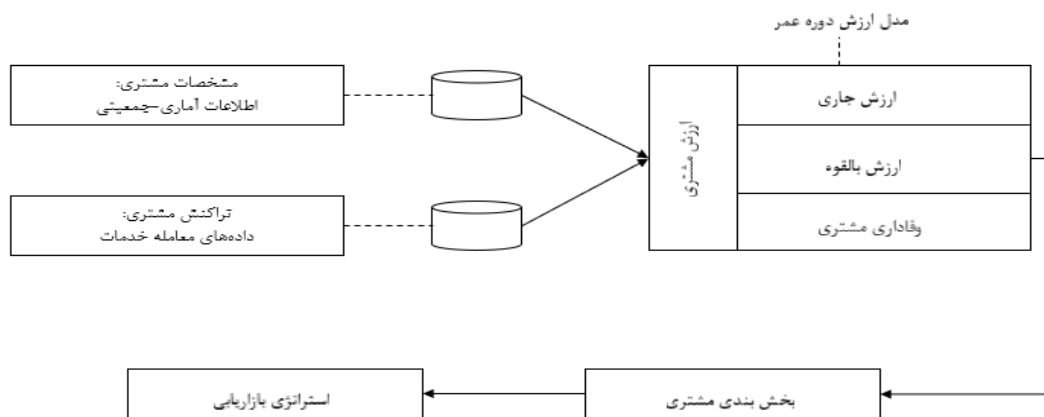 مدل ارزش دوره عمر
مشخصات مشتری:
اطلاعات آماری-جمعیتی
تراکنش مشتری:
داده‌های معامله خدمات
ارزش مشتری
ارزش جاری
ارزش بالقوه
وفاداری مشتری
بخش بندی مشتری
استراتژی بازاریابی